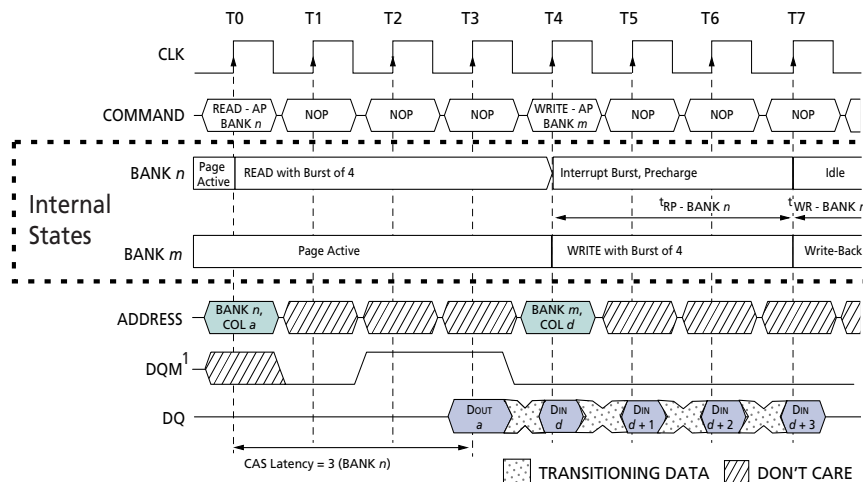 T0 T1 T2 T3 T4 T5 T6 T7
CLK
COMMAND
READ - AP
BANK n
NOP
NOP
NOP
WRITE - AP
BANK m
NOP
NOP
NOP
Internal
States
BANK n
Page
Active
READ with Burst of 4
Interrupt Burst, Precharge
Idle
tRP - BANK n
tWR - BANK
BANK m
Page Active
WRITE with Burst of 4
Write-Back
ADDRESS
BANK n,
COL a
BANK m,
COL d
DQM1
DQ
DOUT
a
DIN
d
DIN
d + 1
DIN
d + 2
DIN
d + 3
CAS Latency = 3 (BANK n)
TRANSITIONING DATA
DON'T CARE